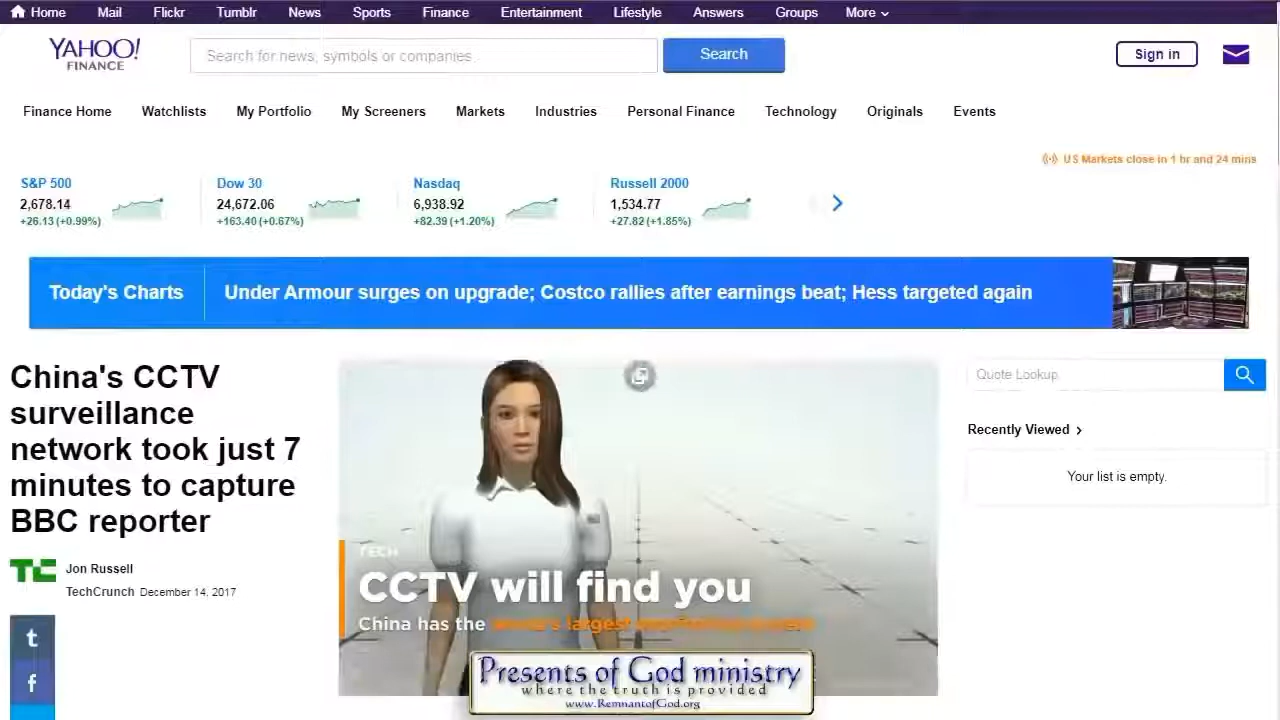 Home Mail Flickr Tumblr News Sports Finance Entertainment Lifestyle Answers Groups More
YAHOO!
FINANCE
Search for news, symbols or companies
Search
Sign in
Finance Home Watchlists My Portfolio My Screeners Markets Industries Personal Finance Technology Originals Events
US Markets close in 1 hr and 24 mins
S&P 500
2,678.14
+26.13 (+0.99%)
Dow 30
24,672.06
+163.40 (+0.67%)
Nasdaq
6,938.92
+82.39 (+1.20%)
Russell 2000
1,534.77
+27.82 (+1.85%)
Today's Charts
Under Armour surges on upgrade; Costco rallies after earnings beat; Hess targeted again
China's CCTV
surveillance
network took just 7
minutes to capture
BBC reporter
TC
Jon Russell
TechCrunch December 14, 2017
t
f
TECH
CCTV will find you
China has the world's largest monitoring system
Quote Lookup
Recently Viewed
Your list is empty.
Presents of God ministry
where the truth is provided
www.RemnantofGod.org